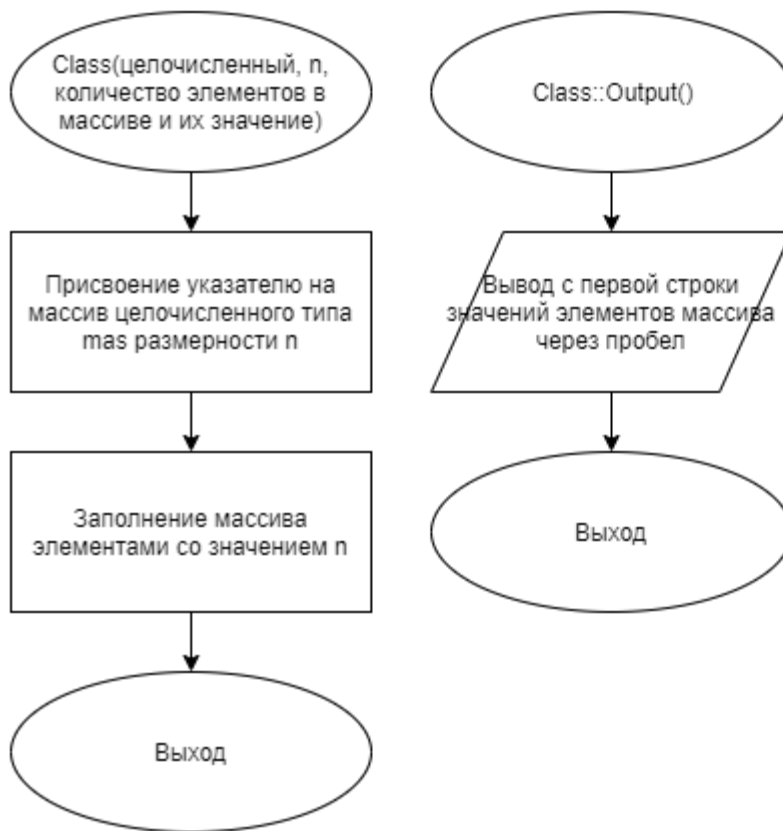 Class(целочисленный, n,
количество элементов в
массиве и их значение)
Присвоение указателю на
массив целочисленного типа
mas размерности n
Заполнение массива
элементами со значением n
Выход
Class::Output()
Вывод с первой строки
значений элементов массива
через пробел
Выход